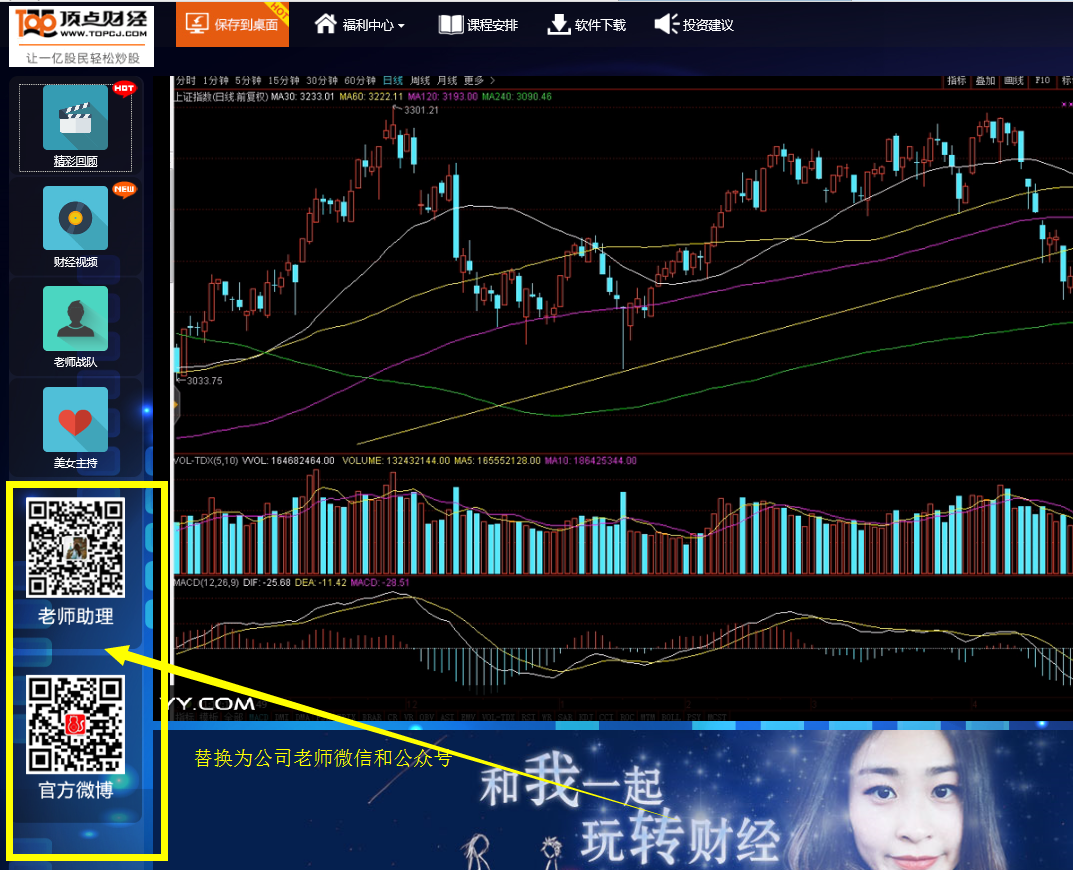 TOP 顶点财经
WWW.TOPCJ.COM
让一亿股民轻松炒股
保存到桌面
HOT
福利中心
课程安排
软件下载
投资建议
HOT
精彩回顾
NEW
财经视频
老师战队
美女主持
老师助理
官方微博
分时 1分钟 5分钟 15分钟 30分钟 60分钟 日线 周线 月线 更多 >
指标 叠加 画线 F10 标
上证指数(日线 前复权) MA30: 3233.01 MA60: 3222.11 MA120: 3193.00 MA240: 3090.46
3301.21
3033.75
VOL-TDX(5,10) VVOL: 164682464.00 VOLUME: 132432144.00 MA5: 165552128.00 MA10: 186425344.00
MACD(12,26,9) DIF: -25.68 DEA: -11.42 MACD: -28.51
YY.COM
替换为公司老师微信和公众号
和我一起
玩转财经